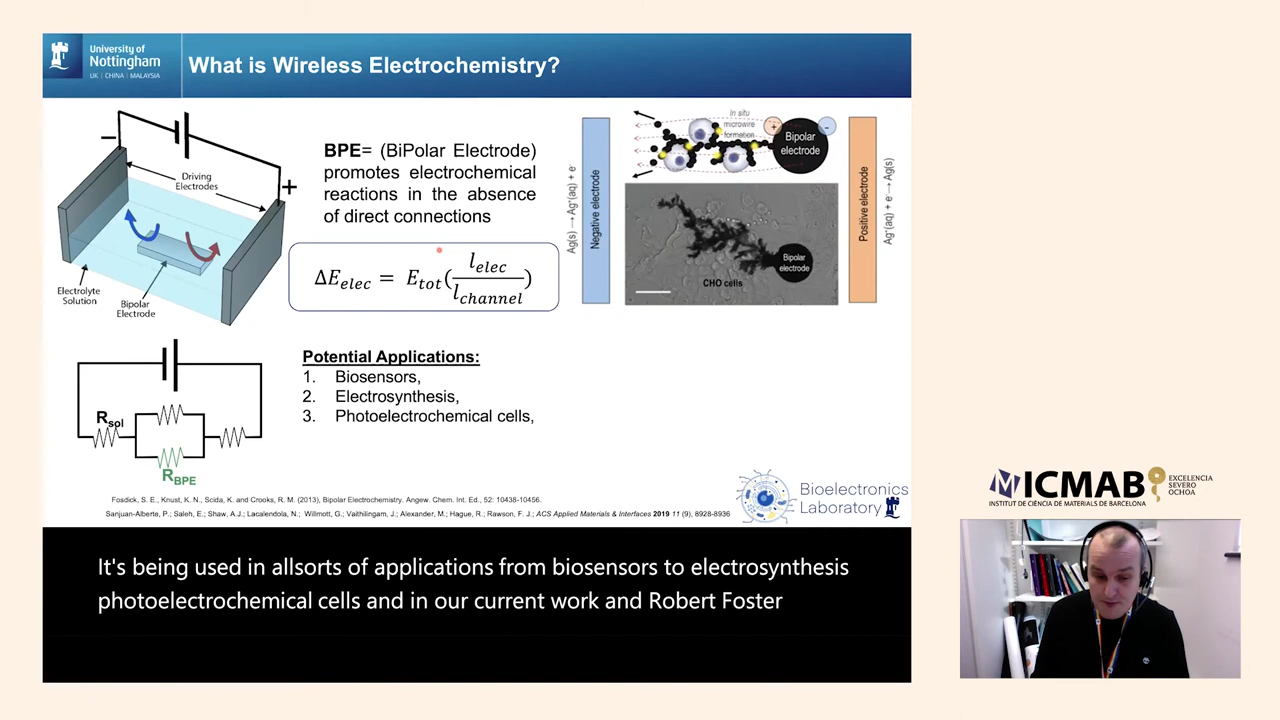 University of
Nottingham
UK | CHINA | MALAYSIA
What is Wireless Electrochemistry?
−
+
Driving
Electrodes
Electrolyte
Solution
Bipolar
Electrode
BPE= (BiPolar Electrode)
promotes electrochemical
reactions in the absence
of direct connections
ΔE_elec = E_tot(l_elec / l_channel)
Ag(s) → Ag⁺(aq) + e⁻
Negative electrode
In situ
microwire
formation
+
-
Bipolar
electrode
Bipolar
electrode
CHO cells
Positive electrode
Ag⁺(aq) + e⁻ → Ag(s)
R_sol
R_BPE
Potential Applications:
1. Biosensors,
2. Electrosynthesis,
3. Photoelectrochemical cells,
Fosdick, S. E., Knust, K. N., Scida, K. and Crooks, R. M. (2013), Bipolar Electrochemistry. Angew. Chem. Int. Ed., 52: 10438-10456.
Sanjuan-Alberte, P.; Saleh, E.; Shaw, A.J.; Lacalendola, N.; Willmott, G.; Vaithilingam, J.; Alexander, M.; Hague, R.; Rawson, F. J.; ACS Applied Materials & Interfaces 2019 11 (9), 8928-8936
Bioelectronics
Laboratory
It's being used in allsorts of applications from biosensors to electrosynthesis
photoelectrochemical cells and in our current work and Robert Foster
ICMAB
INSTITUT DE CIÈNCIA DE MATERIALS DE BARCELONA
EXCELENCIA
SEVERO
OCHOA